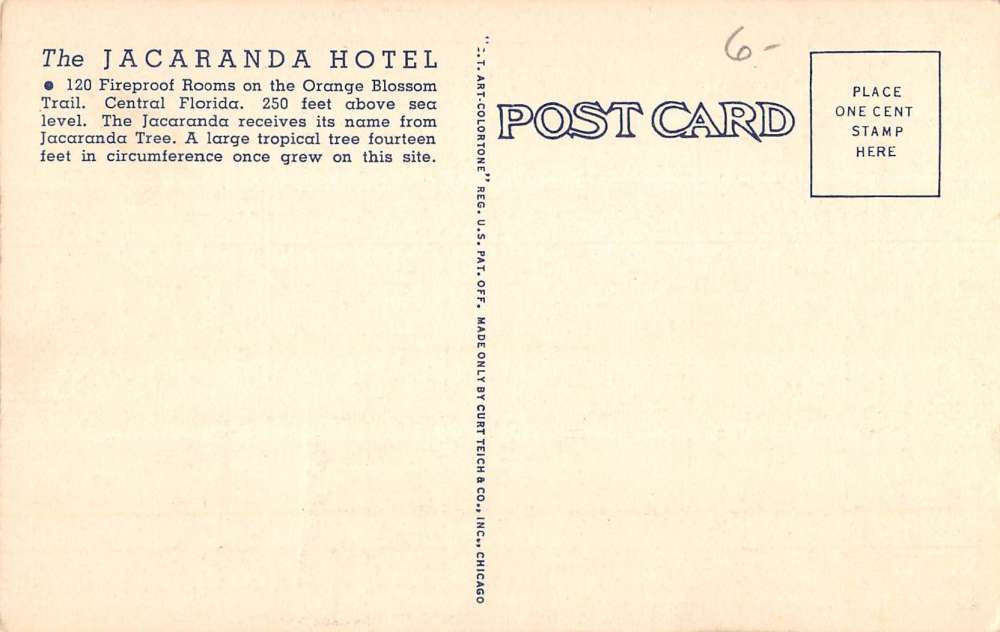 The JACARANDA HOTEL
● 120 Fireproof Rooms on the Orange Blossom
Trail. Central Florida. 250 feet above sea
level. The Jacaranda receives its name from
Jacaranda Tree. A large tropical tree fourteen
feet in circumference once grew on this site.
"C.T. ART-COLORTONE" REG. U.S. PAT. OFF. MADE ONLY BY CURT TEICH & CO., INC., CHICAGO
6-
POST CARD
PLACE
ONE CENT
STAMP
HERE